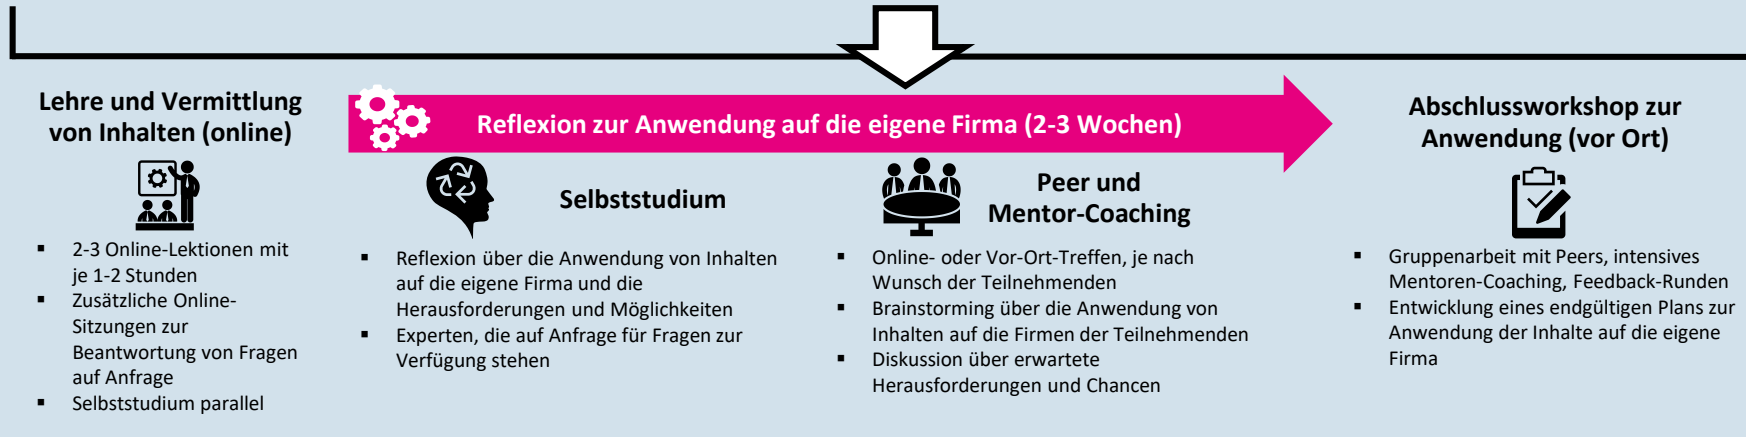 Lehre und Vermittlung
von Inhalten (online)
▪ 2-3 Online-Lektionen mit
je 1-2 Stunden
▪ Zusätzliche Online-
Sitzungen zur
Beantwortung von Fragen
auf Anfrage
▪ Selbststudium parallel
Reflexion zur Anwendung auf die eigene Firma (2-3 Wochen)
Selbststudium
▪ Reflexion über die Anwendung von Inhalten
auf die eigene Firma und die
Herausforderungen und Möglichkeiten
▪ Experten, die auf Anfrage für Fragen zur
Verfügung stehen
Peer und
Mentor-Coaching
▪ Online- oder Vor-Ort-Treffen, je nach
Wunsch der Teilnehmenden
▪ Brainstorming über die Anwendung von
Inhalten auf die Firmen der Teilnehmenden
▪ Diskussion über erwartete
Herausforderungen und Chancen
Abschlussworkshop zur
Anwendung (vor Ort)
▪ Gruppenarbeit mit Peers, intensives
Mentoren-Coaching, Feedback-Runden
▪ Entwicklung eines endgültigen Plans zur
Anwendung der Inhalte auf die eigene
Firma